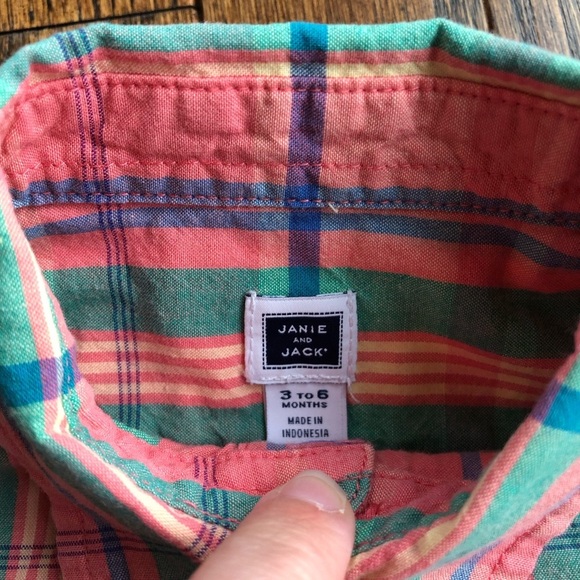 JANIE
AND
JACK
3 TO 6
MONTHS
MADE IN
INDONESIA